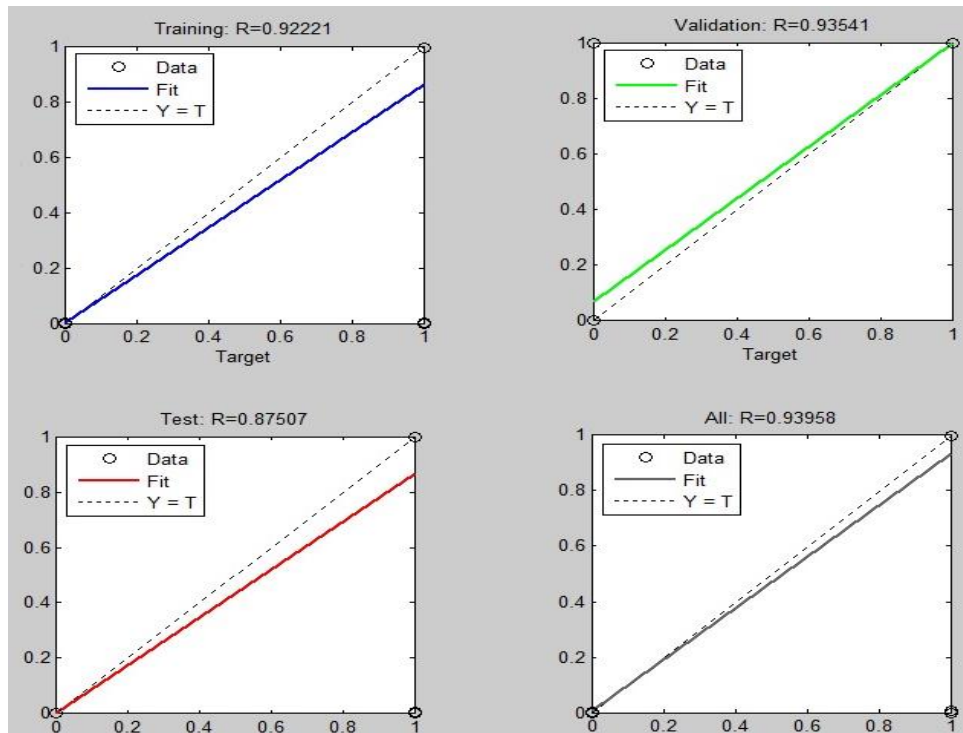 Training: R=0.92221
1
0.8
0.6
0.4
0.2
0
Data
Fit
Y = T
0 0.2 0.4 0.6 0.8 1
Target
Validation: R=0.93541
1
0.8
0.6
0.4
0.2
0
Data
Fit
Y = T
0 0.2 0.4 0.6 0.8 1
Target
Test: R=0.87507
1
0.8
0.6
0.4
0.2
0
Data
Fit
Y = T
0 0.2 0.4 0.6 0.8 1
All: R=0.93958
1
0.8
0.6
0.4
0.2
0
Data
Fit
Y = T
0 0.2 0.4 0.6 0.8 1